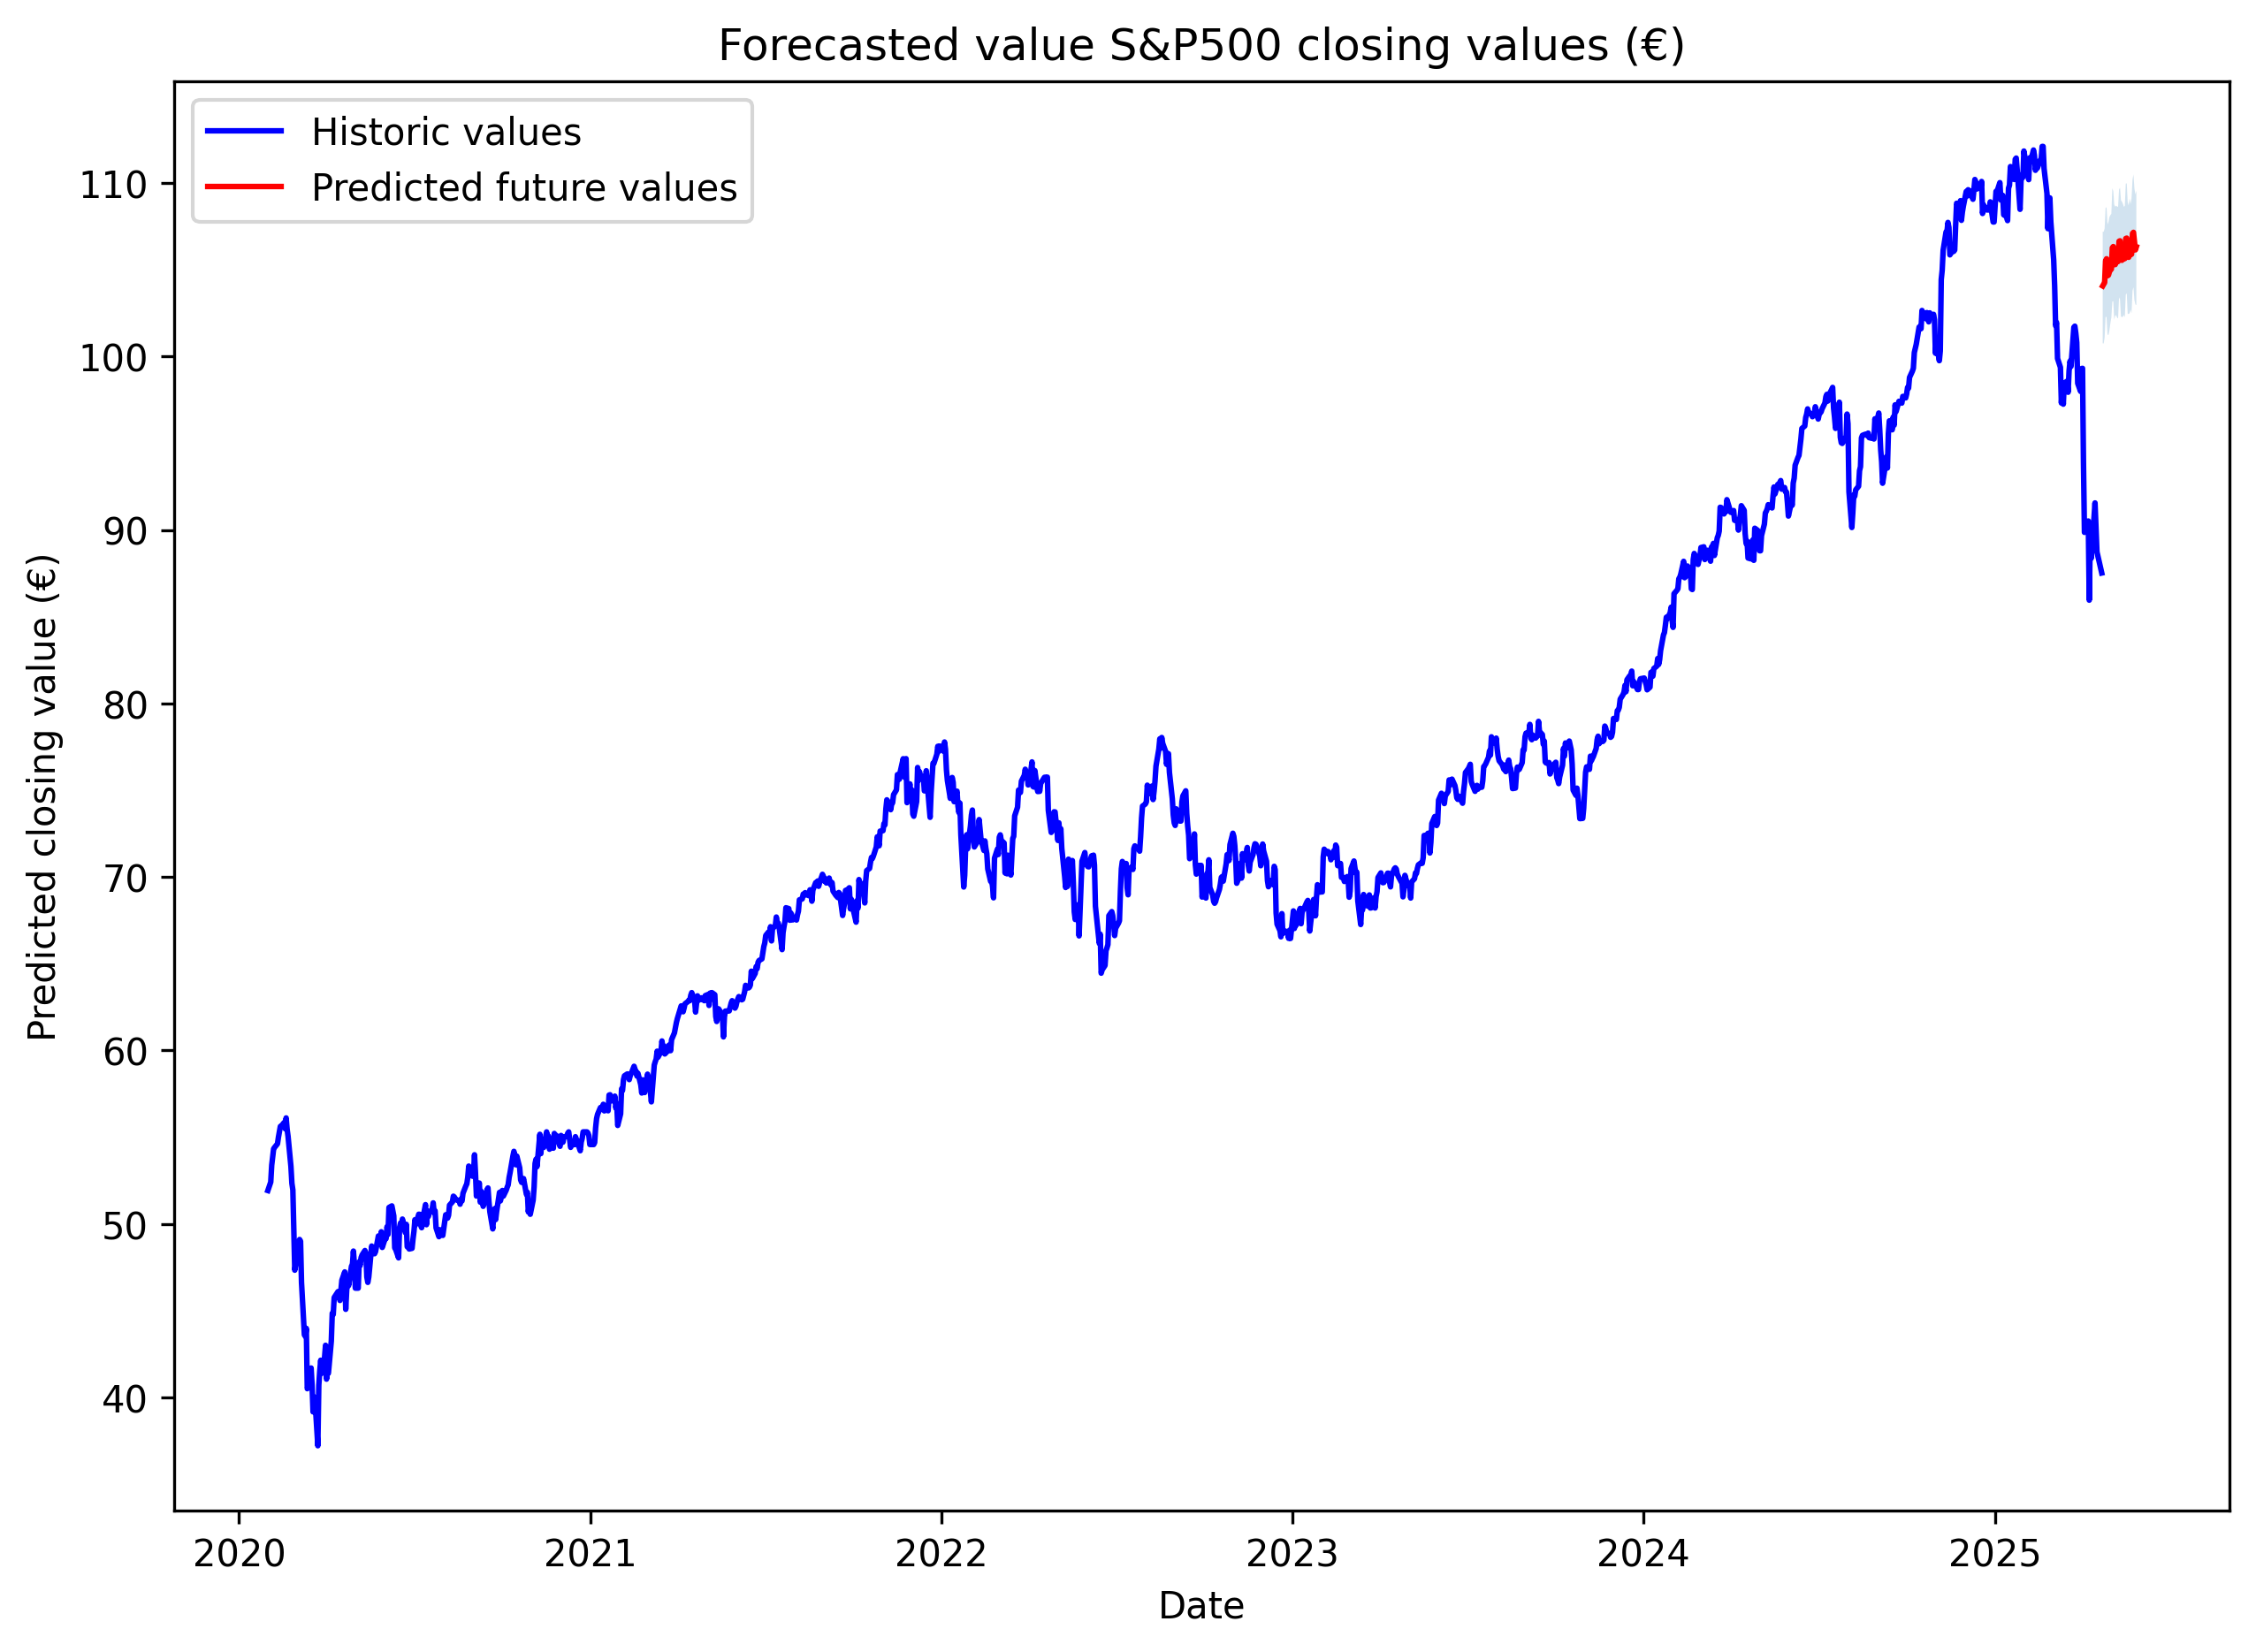 Forecasted value S&P500 closing values (€)
Historic values
Predicted future values
Predicted closing value (€)
110
100
90
80
70
60
50
40
2020
2021
2022
2023
2024
2025
Date